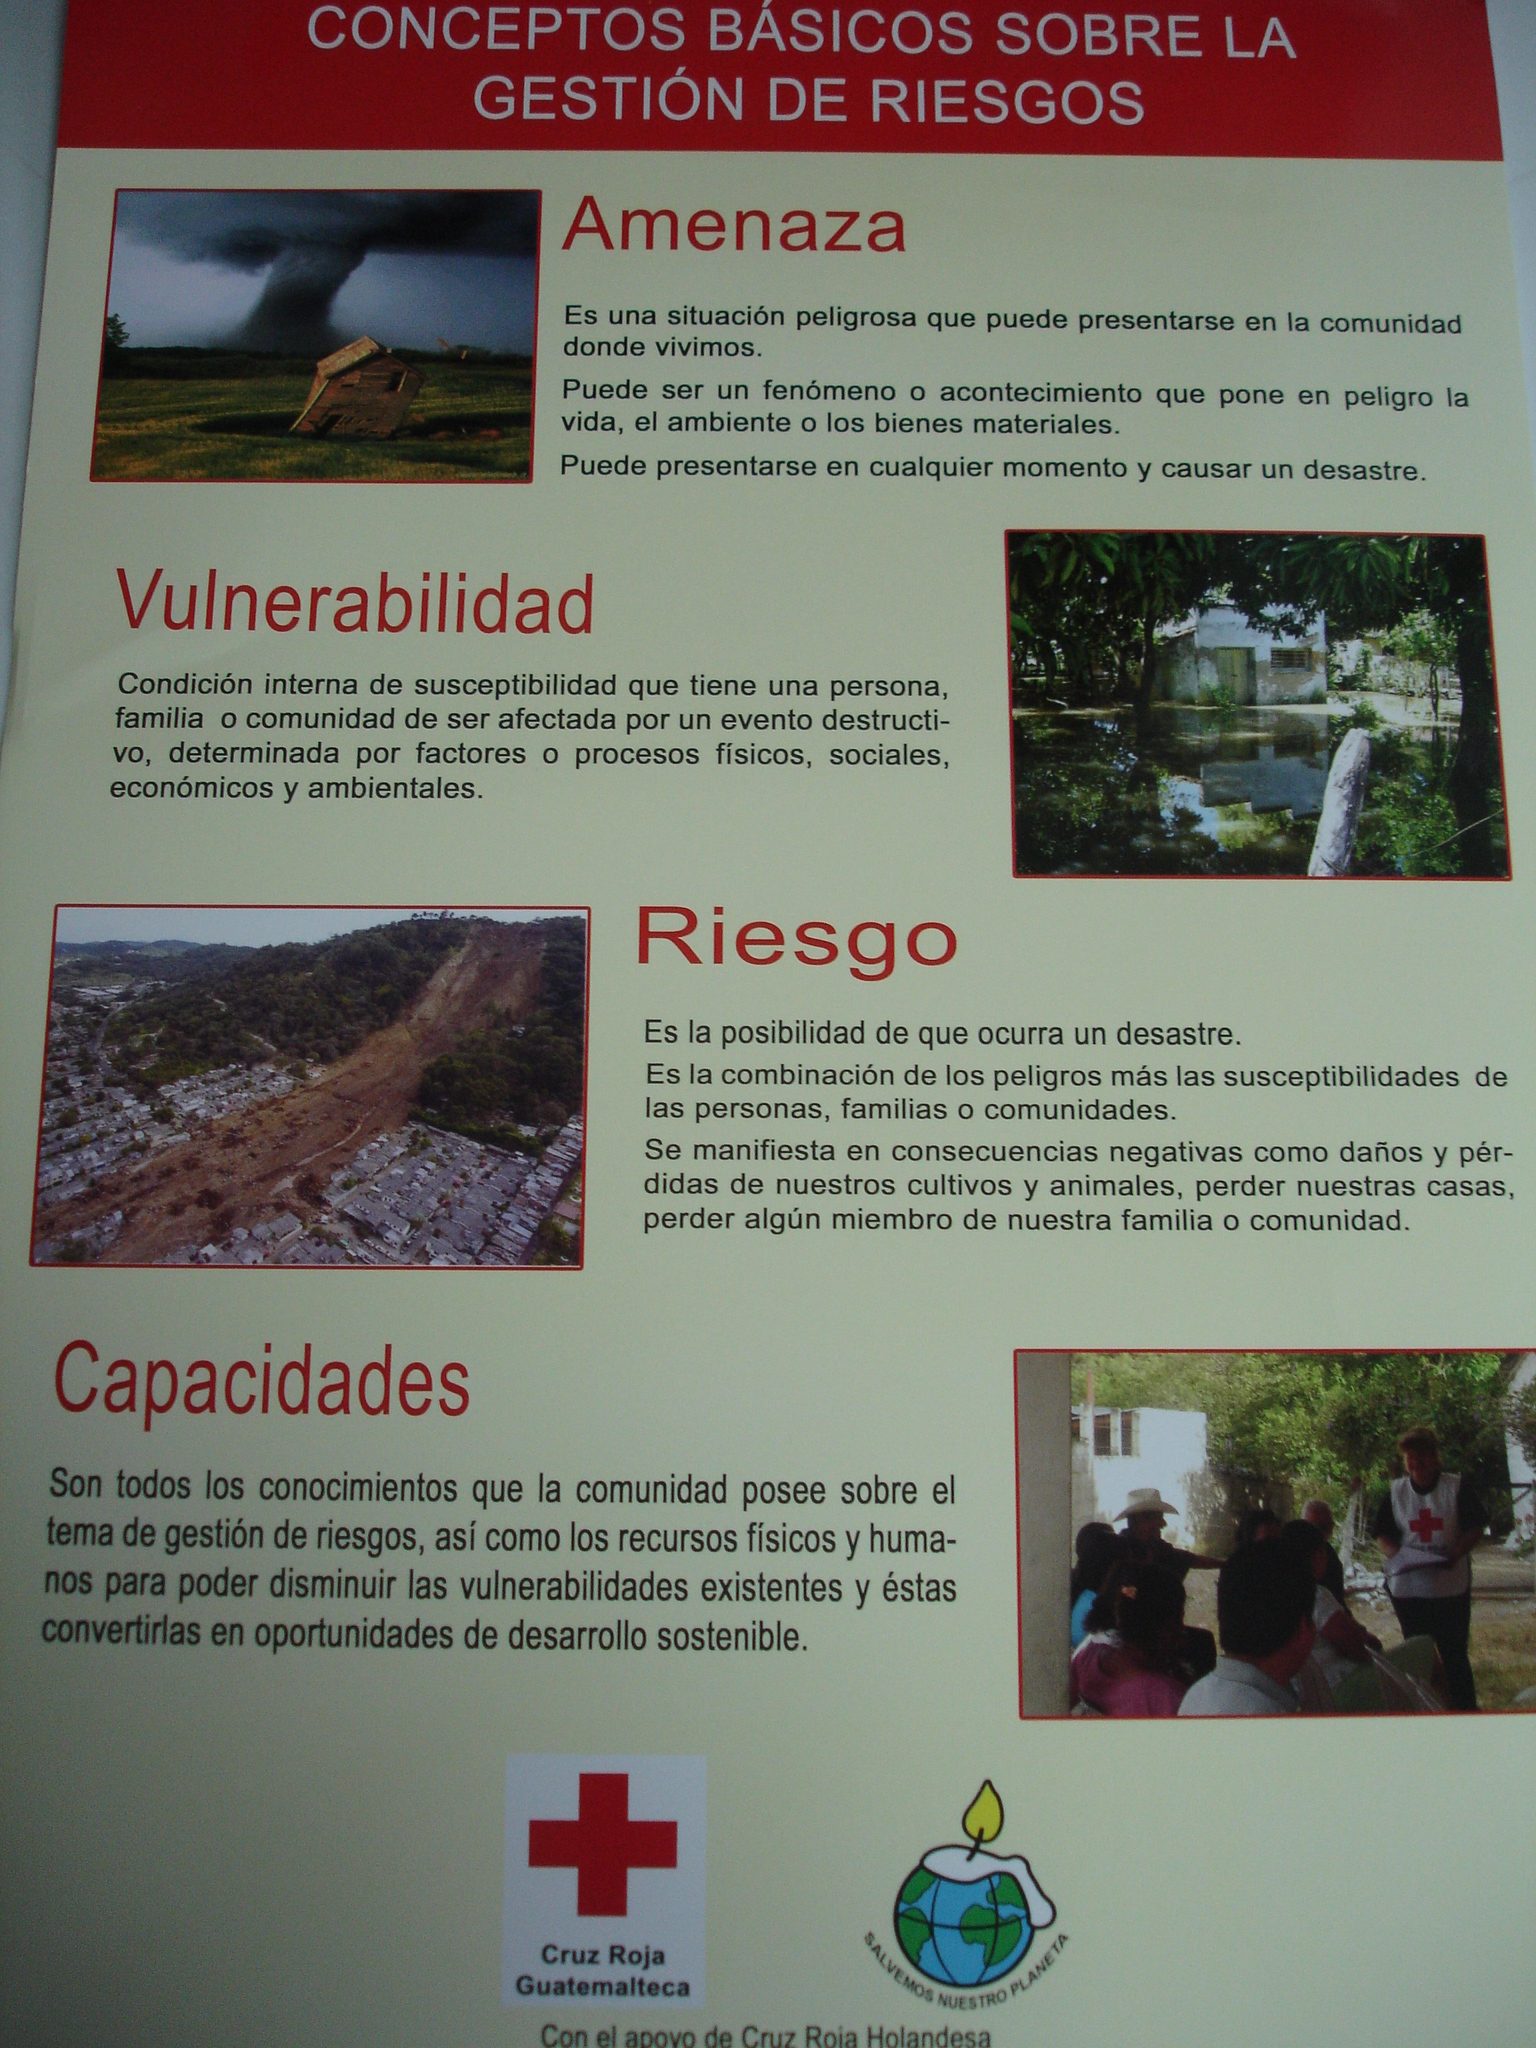 CONCEPTOS BÁSICOS SOBRE LA
GESTIÓN DE RIESGOS
Amenaza
Es una situación peligrosa que puede presentarse en la comunidad
donde vivimos.
Puede ser un fenómeno o acontecimiento que pone en peligro la
vida, el ambiente o los bienes materiales.
Puede presentarse en cualquier momento y causar un desastre.
Vulnerabilidad
Condición interna de susceptibilidad que tiene una persona,
familia o comunidad de ser afectada por un evento destructi-
vo, determinada por factores o procesos físicos, sociales,
económicos y ambientales.
Riesgo
Es la posibilidad de que ocurra un desastre.
Es la combinación de los peligros más las susceptibilidades de
las personas, familias o comunidades.
Se manifiesta en consecuencias negativas como daños y pér-
didas de nuestros cultivos y animales, perder nuestras casas,
perder algún miembro de nuestra familia o comunidad.
Capacidades
Son todos los conocimientos que la comunidad posee sobre el
tema de gestión de riesgos, así como los recursos físicos y huma-
nos para poder disminuir las vulnerabilidades existentes y éstas
convertirlas en oportunidades de desarrollo sostenible.
Cruz Roja
Guatemalteca
SALVEMOS NUESTRO PLANETA
Con el apoyo de Cruz Roja Holandesa